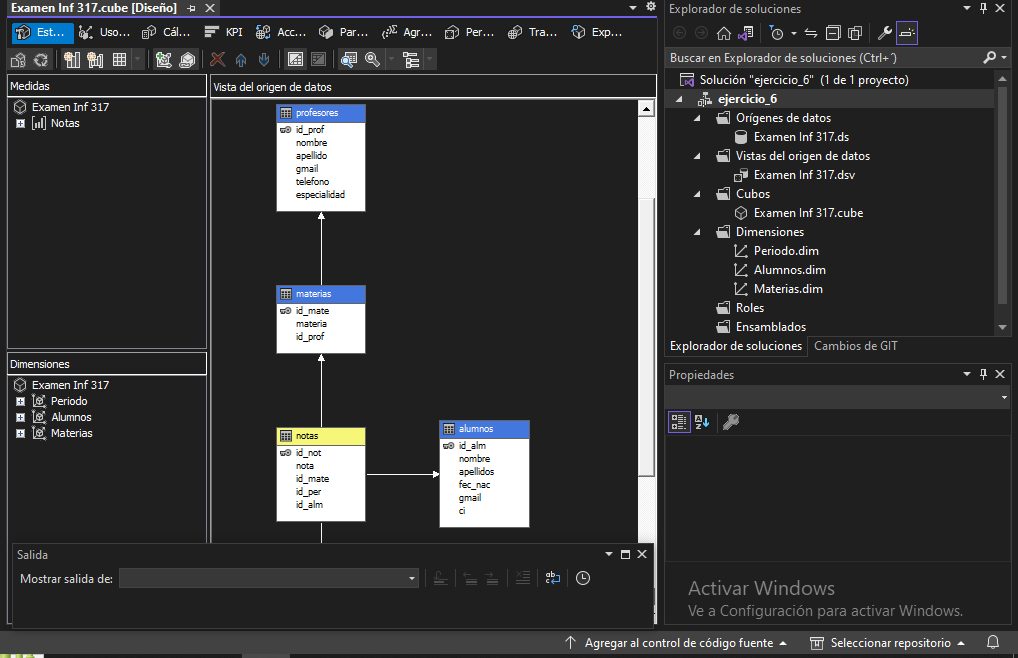 Examen Inf 317.cube [Diseño]
Est... Uso... Cál... KPI Acc... Par... Agr... Per... Tra... Exp...
Medidas
Examen Inf 317
Notas
Dimensiones
Examen Inf 317
Periodo
Alumnos
Materias
Vista del origen de datos
profesores
id_prof
nombre
apellido
gmail
telefono
especialidad
materias
id_mate
materia
id_prof
notas
id_not
nota
id_mate
id_per
id_alm
alumnos
id_alm
nombre
apellidos
fec_nac
gmail
ci
Salida
Mostrar salida de:
Explorador de soluciones
Buscar en Explorador de soluciones (Ctrl+´)
Solución "ejercicio_6" (1 de 1 proyecto)
ejercicio_6
Orígenes de datos
Examen Inf 317.ds
Vistas del origen de datos
Examen Inf 317.dsv
Cubos
Examen Inf 317.cube
Dimensiones
Periodo.dim
Alumnos.dim
Materias.dim
Roles
Ensamblados
Explorador de soluciones Cambios de GIT
Propiedades
Activar Windows
Ve a Configuración para activar Windows.
Agregar al control de código fuente Seleccionar repositorio